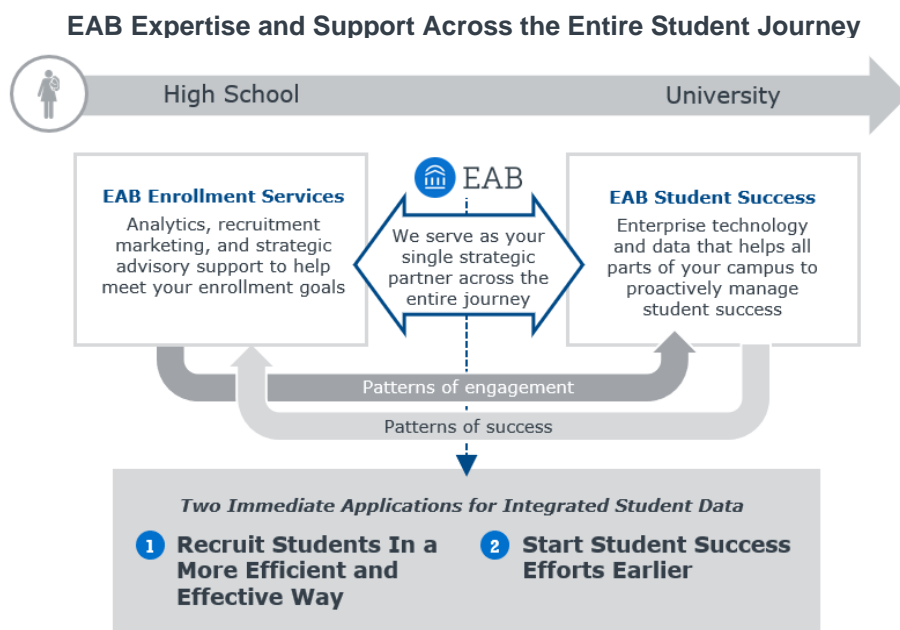 EAB Expertise and Support Across the Entire Student Journey
High School
University
EAB Enrollment Services
Analytics, recruitment
marketing, and strategic
advisory support to help
meet your enrollment goals
EAB
We serve as your
single strategic
partner across the
entire journey
EAB Student Success
Enterprise technology
and data that helps all
parts of your campus to
proactively manage
student success
Patterns of engagement
Patterns of success
Two Immediate Applications for Integrated Student Data
1 Recruit Students In a
More Efficient and
Effective Way
2 Start Student Success
Efforts Earlier